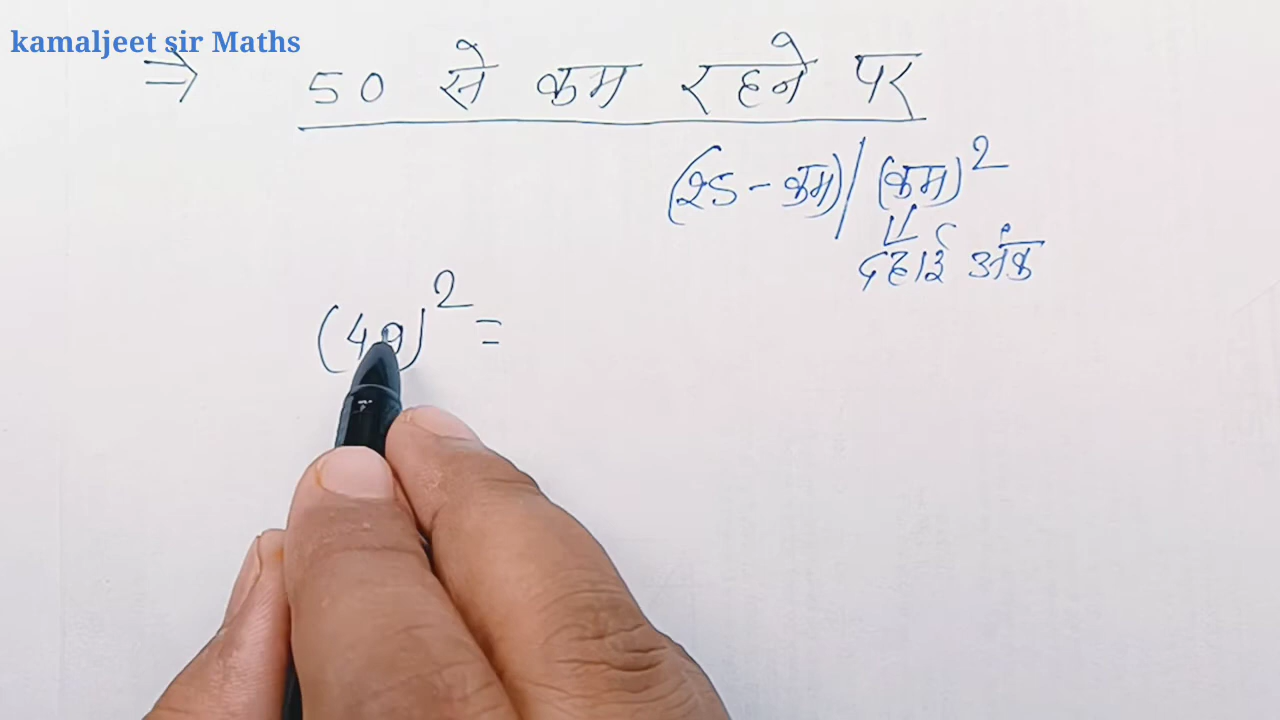 kamaljeet sir Maths
⇒ 50 से कम रहने पर
(25 - कम) / (कम)²
⇓
दहाई अंक
(49)² =